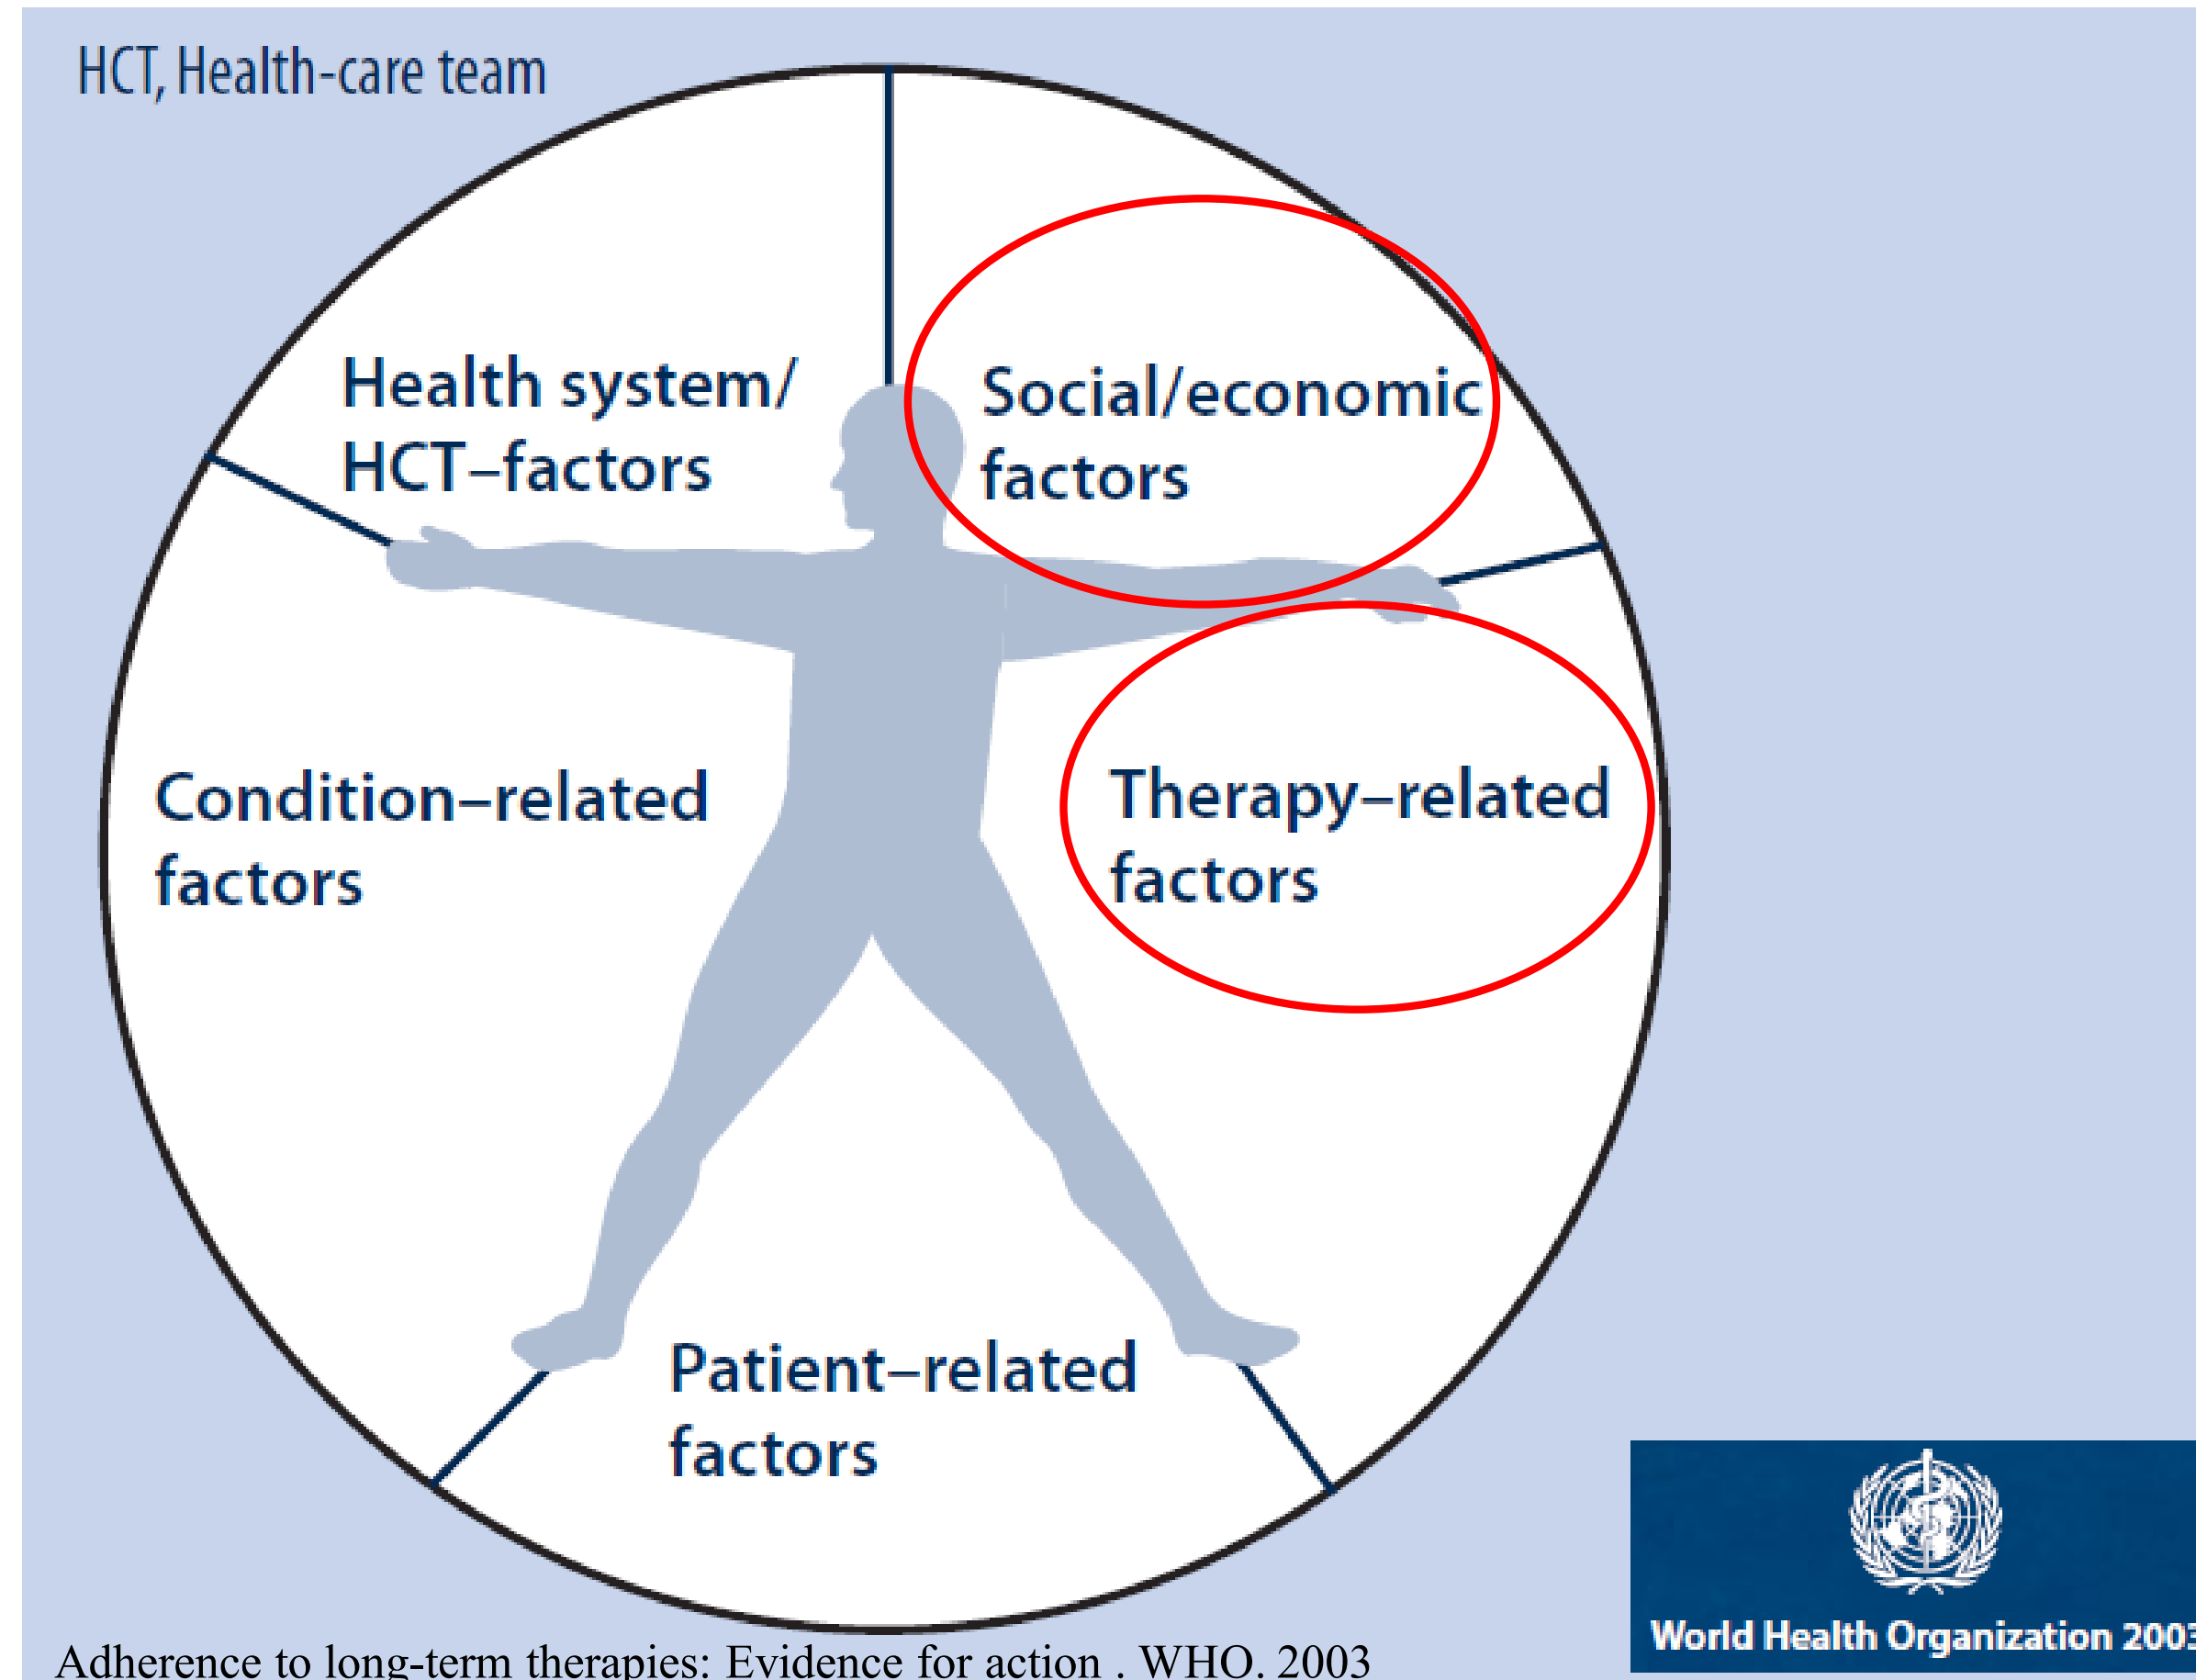 HCT, Health-care team
Health system/
HCT–factors
Social/economic
factors
Condition–related
factors
Therapy–related
factors
Patient–related
factors
World Health Organization 2003
Adherence to long-term therapies: Evidence for action . WHO. 2003